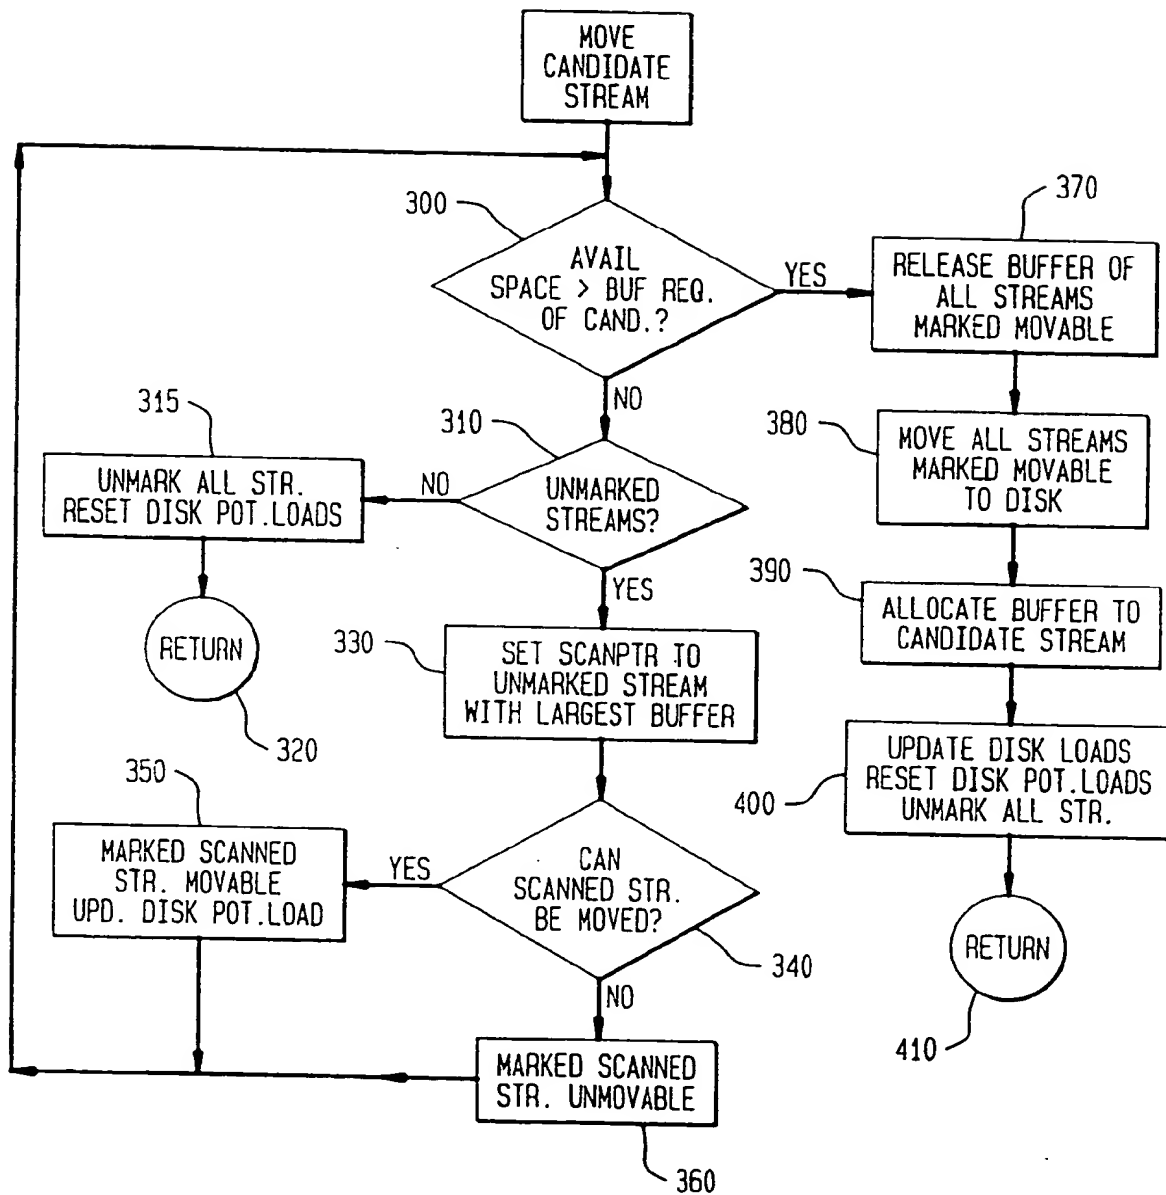 MOVE
CANDIDATE
STREAM
300
AVAIL
SPACE > BUF REQ.
OF CAND.?
YES
370
RELEASE BUFFER OF
ALL STREAMS
MARKED MOVABLE
NO
315
UNMARK ALL STR.
RESET DISK POT.LOADS
NO
310
UNMARKED
STREAMS?
380
MOVE ALL STREAMS
MARKED MOVABLE
TO DISK
YES
RETURN
320
330
SET SCANPTR TO
UNMARKED STREAM
WITH LARGEST BUFFER
390
ALLOCATE BUFFER TO
CANDIDATE STREAM
400
UPDATE DISK LOADS
RESET DISK POT.LOADS
UNMARK ALL STR.
350
MARKED SCANNED
STR. MOVABLE
UPD. DISK POT.LOAD
YES
CAN
SCANNED STR.
BE MOVED?
340
RETURN
410
NO
MARKED SCANNED
STR. UNMOVABLE
360